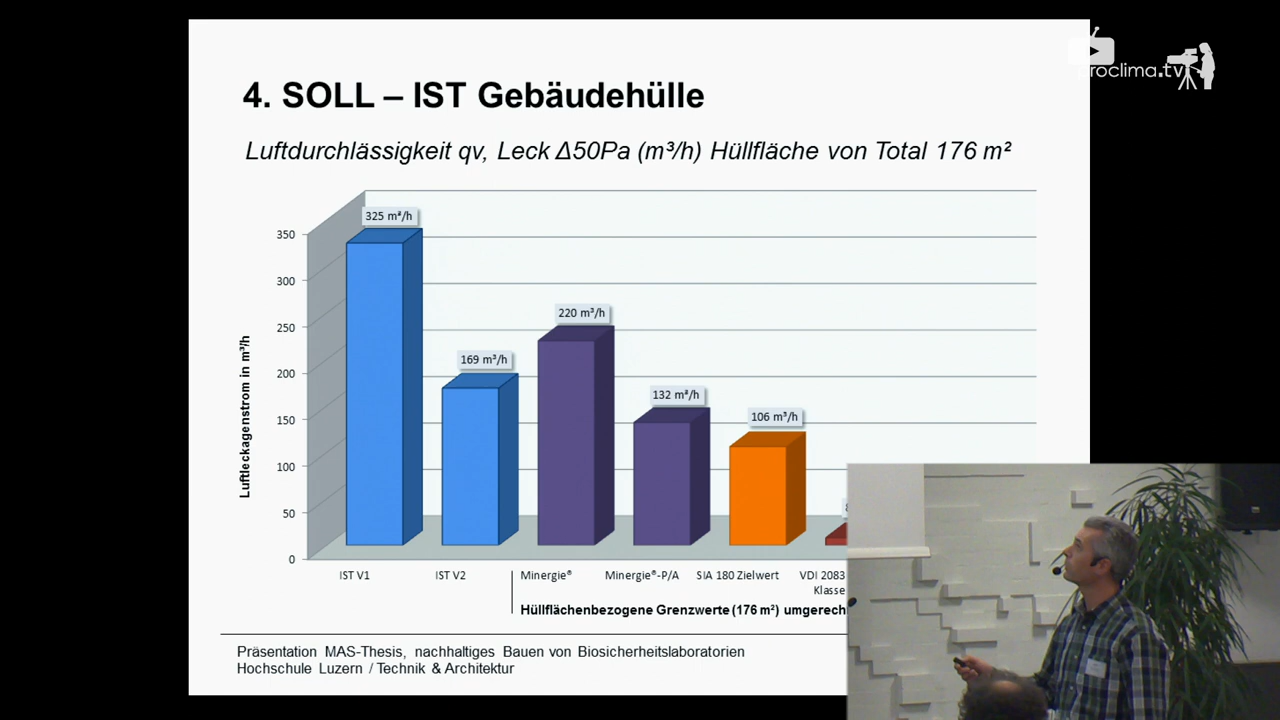 proclima.tv
4. SOLL – IST Gebäudehülle
Luftdurchlässigkeit qv, Leck Δ50Pa (m³/h) Hüllfläche von Total 176 m²
325 m³/h
350
300
220 m³/h
250
Luftleckagenstrom in m³/h
169 m³/h
200
132 m³/h
150
106 m³/h
100
50
0
IST V1 IST V2 Minergie® Minergie®-P/A SIA 180 Zielwert VDI 2083
Klasse
Hüllflächenbezogene Grenzwerte (176 m²)
Präsentation MAS-Thesis, nachhaltiges Bauen von Biosicherheitslaboratorien
Hochschule Luzern / Technik & Architektur